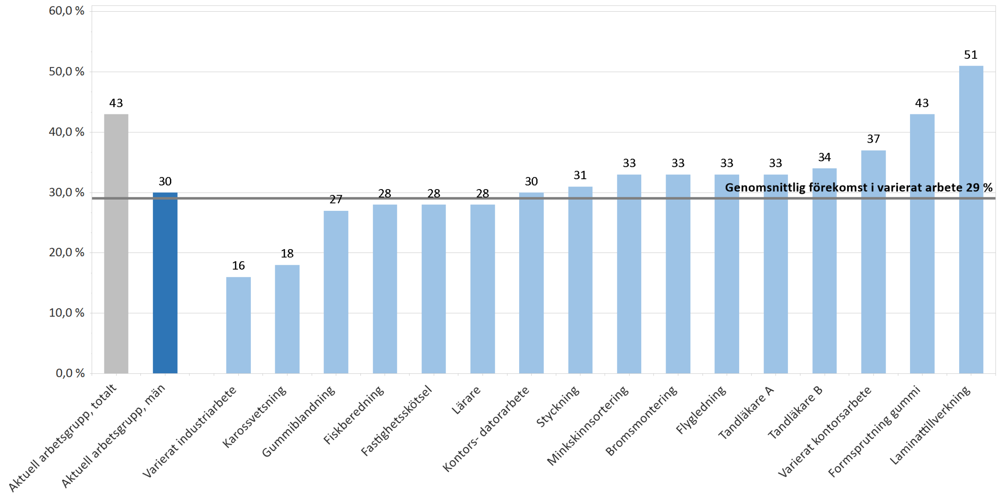 60,0 %
50,0 %
40,0 %
30,0 %
20,0 %
10,0 %
0,0 %
43
30
16
18
27
28
28
28
30
31
33
33
33
33
34
37
43
51
Genomsnittlig förekomst i varierat arbete 29 %
Aktuell arbetsgrupp, totalt
Aktuell arbetsgrupp, män
Varierat industriarbete
Karossvetsning
Gummiblandning
Fiskberedning
Fastighetsskötsel
Lärare
Kontors- datorarbete
Styckning
Minkskinnsortering
Bromsmontering
Flygledning
Tandläkare A
Tandläkare B
Varierat kontorsarbete
Formsprutning gummi
Laminattillverkning